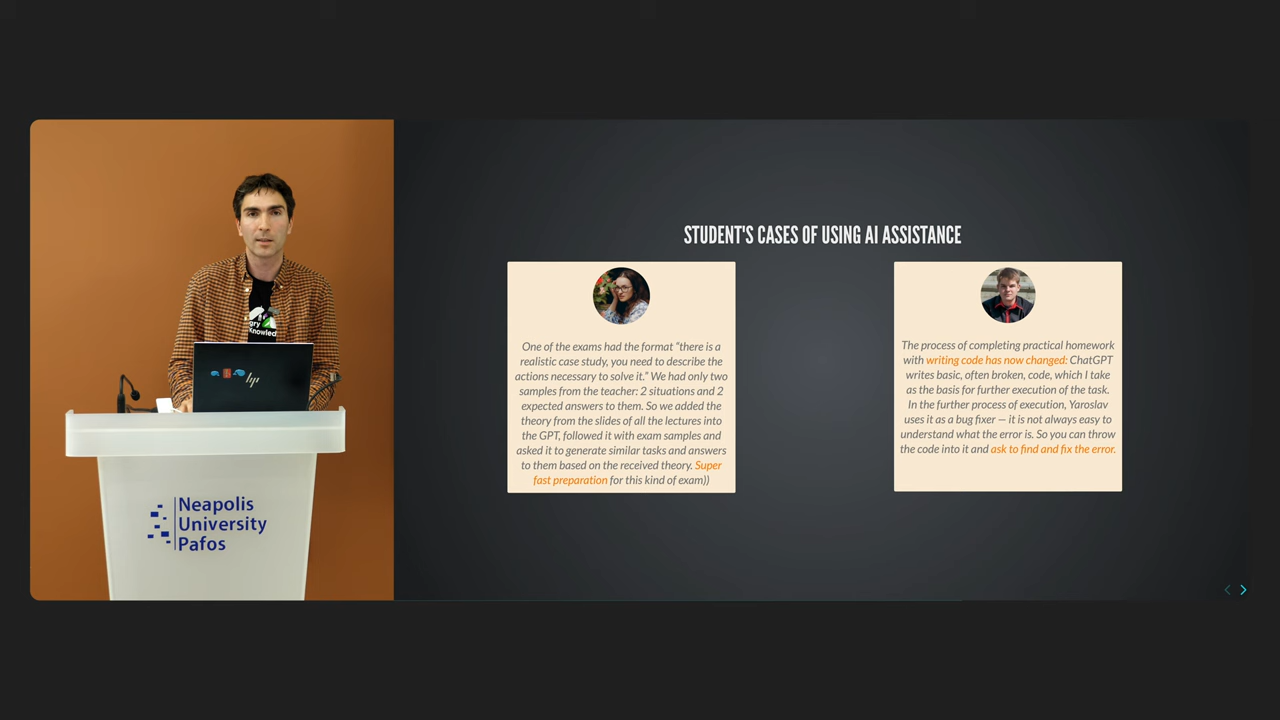 STUDENT'S CASES OF USING AI ASSISTANCE
One of the exams had the format “there is a
realistic case study, you need to describe the
actions necessary to solve it.” We had only two
samples from the teacher: 2 situations and 2
expected answers to them. So we added the
theory from the slides of all the lectures into
the GPT, followed it with exam samples and
asked it to generate similar tasks and answers
to them based on the received theory. Super
fast preparation for this kind of exam))
The process of completing practical homework
with writing code has now changed: ChatGPT
writes basic, often broken, code, which I take
as the basis for further execution of the task.
In the further process of execution, Yaroslav
uses it as a bug fixer — it is not always easy to
understand what the error is. So you can throw
the code into it and ask to find and fix the error.
hp
Neapolis
University
Pafos